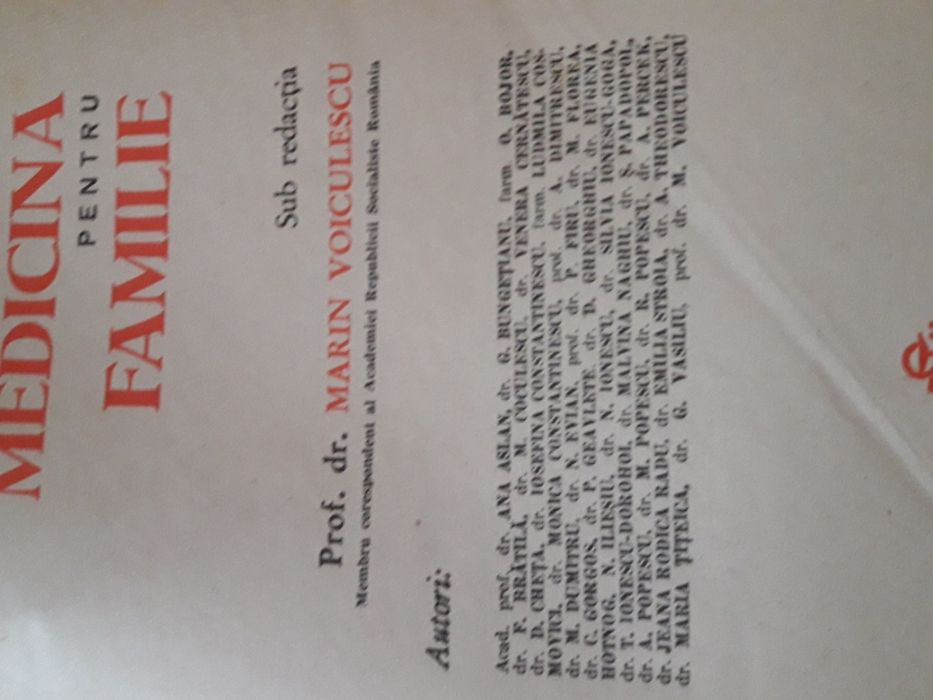 MEDICINA
PENTRU
FAMILIE
Sub redacția
Prof. dr. MARIN VOICULESCU
Membru corespondent al Academiei Republicii Socialiste România
Autori:
Acad. prof. dr. ANA ASLAN, dr. G. BUNGEȚIANU, farm. O. BOJOR,
dr. F. BRĂTILĂ, dr. M. COCULESCU, dr. VENERA CERNĂTESCU,
dr. D. CHEȚA, dr. IOSEFINA CONSTANTINESCU, farm. LUDMILA COS-
MOVICI, dr. MONICA CONSTANTINESCU, prof. dr. A. DIMITRESCU,
dr. M. DUMITRU, dr. N. EVIAN, prof. dr. P. FIRU, dr. M. FLOREA,
dr. C. GORGOS, dr. P. GEAVLETE, dr. D. GHEORGHIU, dr. EUGENIA
HOTNOG, N. ILIESIU, dr. N. IONESCU, dr. SILVIA IONESCU-GOGA,
dr. T. IONESCU-DOROHOI, dr. MALVINA NAGHIU, dr. Ș. PAPADOPOL,
dr. A. POPESCU, dr. M. POPESCU, dr. R. POPESCU, dr. A. PERCEK,
dr. JEANA RODICA RADU, dr. EMILIA STROIA, dr. A. THEODORESCU,
dr. MARIA ȚIȚEICA, dr. G. VASILIU, prof. dr. M. VOICULESCU